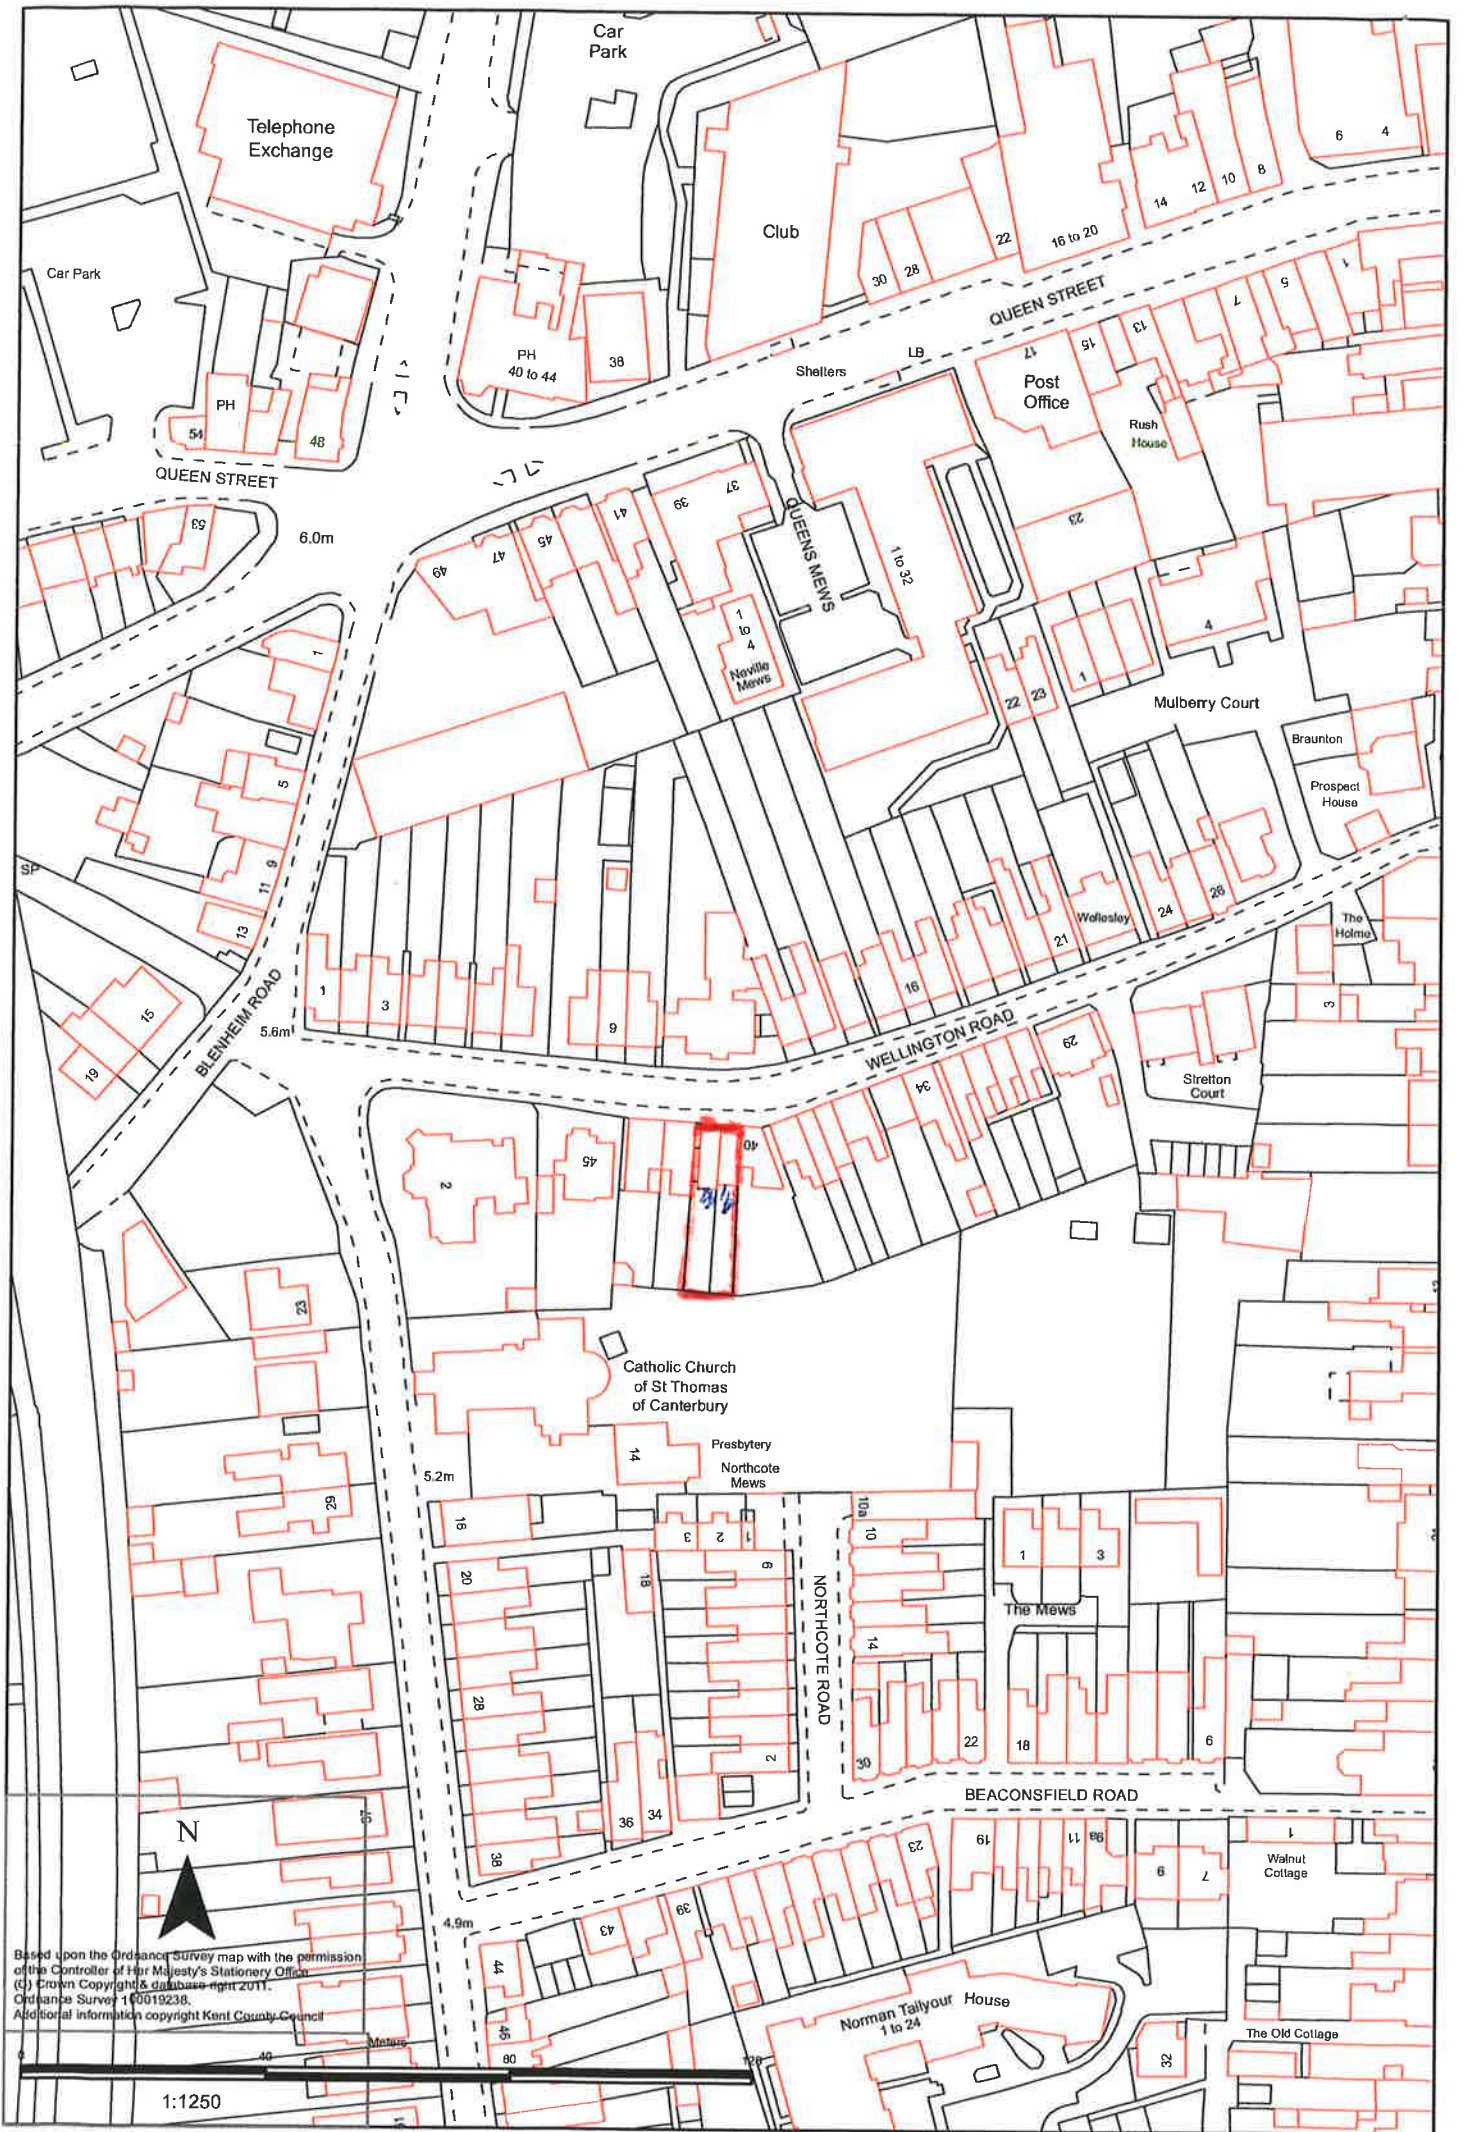 Car
Park
Telephone
Exchange
Car Park
Club
6 4
14 12 10 8
16 to 20
22
30 28
QUEEN STREET
PH
40 to 44
38
Shelters
LB
17
Post
Office
15
13
7
5
1
Rush
House
PH
54
48
QUEEN STREET
53
6.0m
49
47
45
41
39
37
QUEENS MEWS
1 to 32
23
1
to
4
Neville
Mews
22 23
1
4
Mulberry Court
Braunton
Prospect
House
1
5
9
11
13
SP
15
19
BLENHEIM ROAD
5.6m
1
3
9
16
21
Wellesley
24
26
The
Holme
3
WELLINGTON ROAD
29
34
Stretton
Court
40
45
2
23
Catholic Church
of St Thomas
of Canterbury
14
Presbytery
Northcote
Mews
5.2m
29
16
3 2 1
10a
10
1 3
The Mews
20
18
9
14
NORTHCOTE ROAD
28
2
30
22
18
6
36 34
38
BEACONSFIELD ROAD
23
19
11
9a
9
7
1
Walnut
Cottage
39
43
4.9m
44
46
N
Based upon the Ordnance Survey map with the permission
of the Controller of Her Majesty's Stationery Office
(C) Crown Copyright & database right 2011.
Ordnance Survey 100019238.
Additional information copyright Kent County Council
Norman Tailyour House
1 to 24
32
The Old Cottage
Meters
0 40 80 120
1:1250